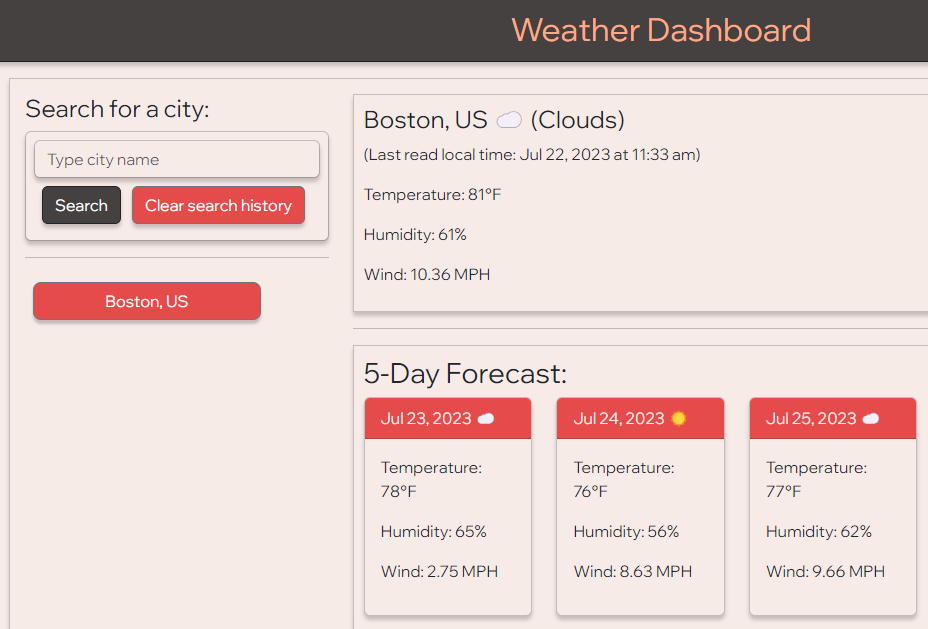 Weather Dashboard
Search for a city:
Type city name
Search
Clear search history
Boston, US
Boston, US ☁️ (Clouds)
(Last read local time: Jul 22, 2023 at 11:33 am)
Temperature: 81°F
Humidity: 61%
Wind: 10.36 MPH
5-Day Forecast:
Jul 23, 2023 ☁️
Temperature:
78°F
Humidity: 65%
Wind: 2.75 MPH
Jul 24, 2023 ☀️
Temperature:
76°F
Humidity: 56%
Wind: 8.63 MPH
Jul 25, 2023 ☁️
Temperature:
77°F
Humidity: 62%
Wind: 9.66 MPH